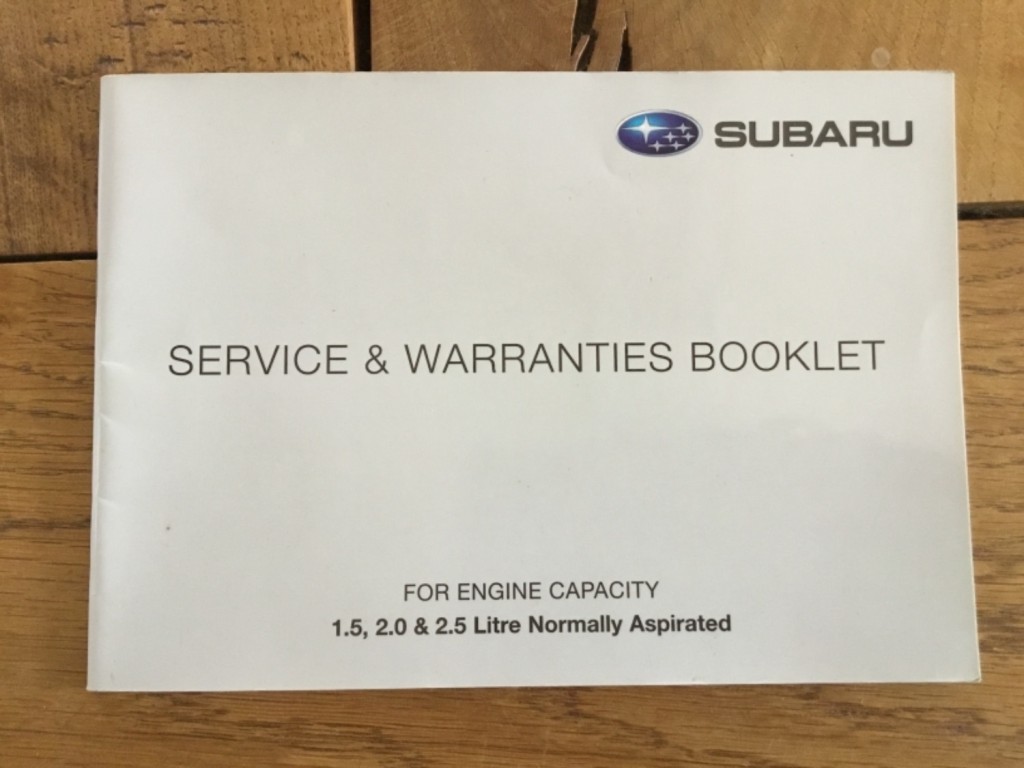 SUBARU
SERVICE & WARRANTIES BOOKLET
FOR ENGINE CAPACITY
1.5, 2.0 & 2.5 Litre Normally Aspirated